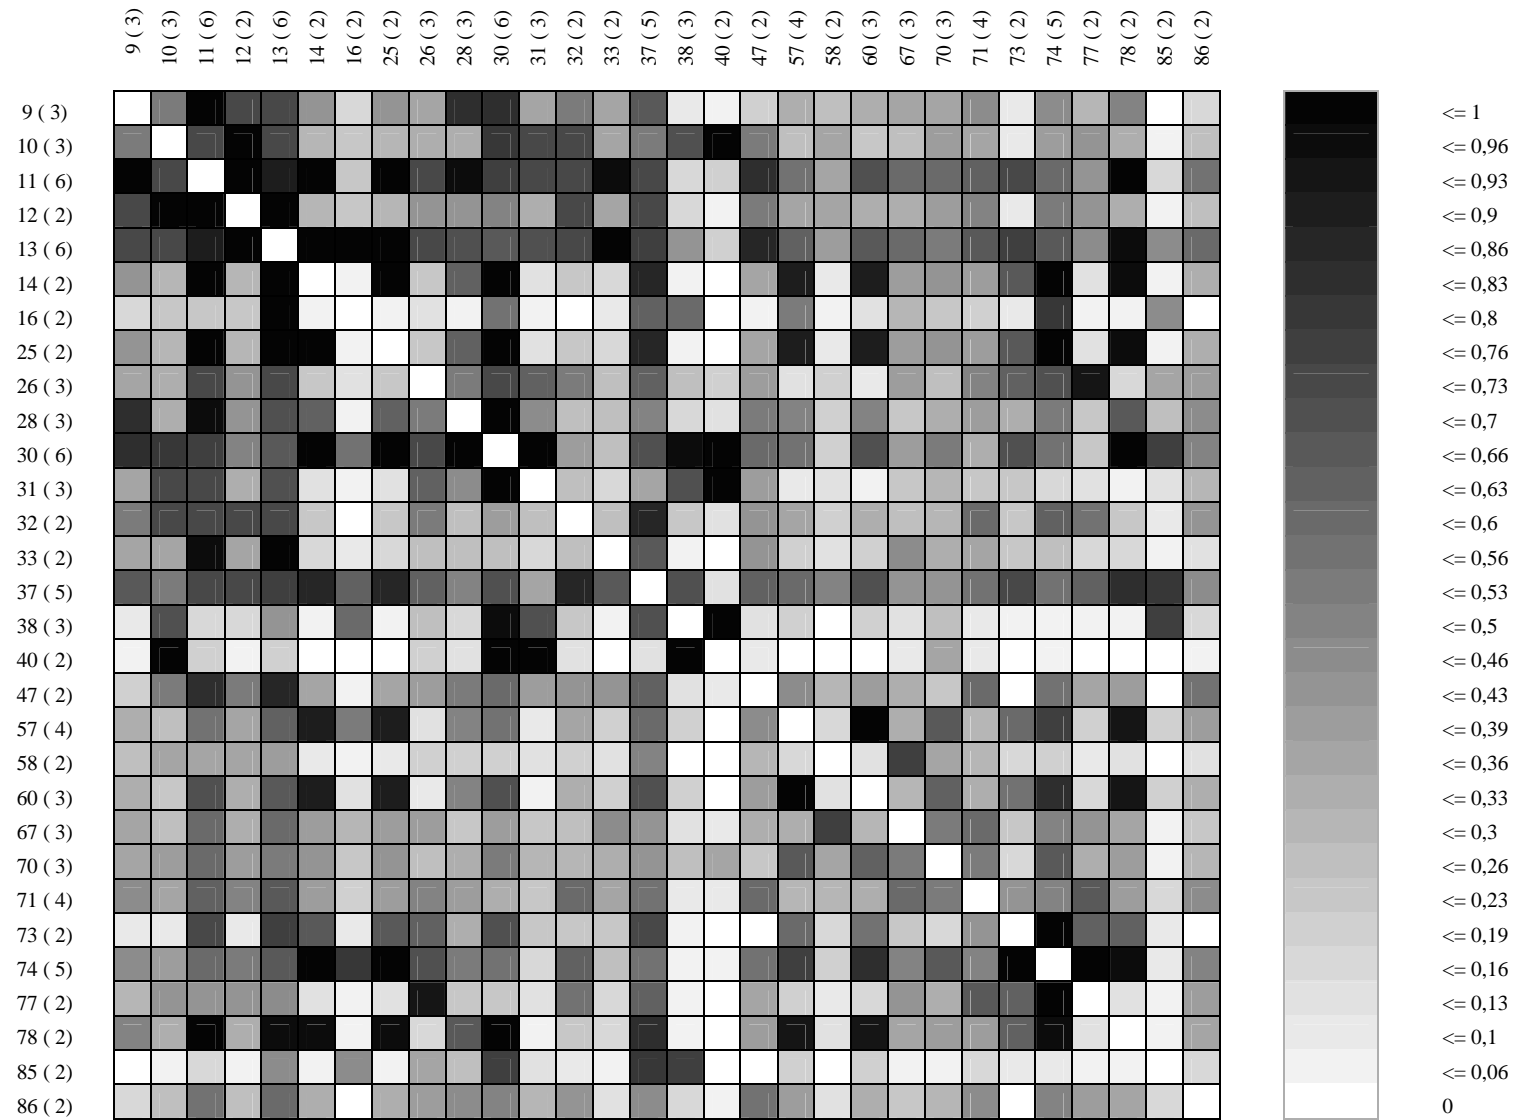 9 ( 3) 10 ( 3) 11 ( 6) 12 ( 2) 13 ( 6) 14 ( 2) 16 ( 2) 25 ( 2) 26 ( 3) 28 ( 3) 30 ( 6) 31 ( 3) 32 ( 2) 33 ( 2) 37 ( 5) 38 ( 3) 40 ( 2) 47 ( 2) 57 ( 4) 58 ( 2) 60 ( 3) 67 ( 3) 70 ( 3) 71 ( 4) 73 ( 2) 74 ( 5) 77 ( 2) 78 ( 2) 85 ( 2) 86 ( 2)
9 ( 3) <= 1
10 ( 3) <= 0,96
11 ( 6) <= 0,93
12 ( 2) <= 0,9
13 ( 6) <= 0,86
14 ( 2) <= 0,83
16 ( 2) <= 0,8
25 ( 2) <= 0,76
26 ( 3) <= 0,73
28 ( 3) <= 0,7
30 ( 6) <= 0,66
31 ( 3) <= 0,63
32 ( 2) <= 0,6
33 ( 2) <= 0,56
37 ( 5) <= 0,53
38 ( 3) <= 0,5
40 ( 2) <= 0,46
47 ( 2) <= 0,43
57 ( 4) <= 0,39
58 ( 2) <= 0,36
60 ( 3) <= 0,33
67 ( 3) <= 0,3
70 ( 3) <= 0,26
71 ( 4) <= 0,23
73 ( 2) <= 0,19
74 ( 5) <= 0,16
77 ( 2) <= 0,13
78 ( 2) <= 0,1
85 ( 2) <= 0,06
86 ( 2) 0